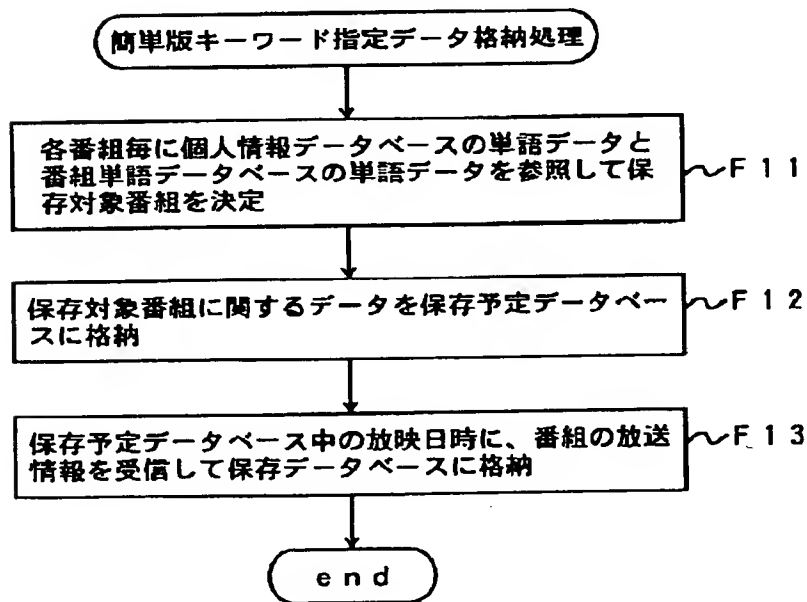 簡単版キーワード指定データ格納処理
各番組毎に個人情報データベースの単語データと
番組単語データベースの単語データを参照して保
存対象番組を決定
F11
保存対象番組に関するデータを保存予定データベー
スに格納
F12
保存予定データベース中の放映日時に、番組の放送
情報を受信して保存データベースに格納
F13
end